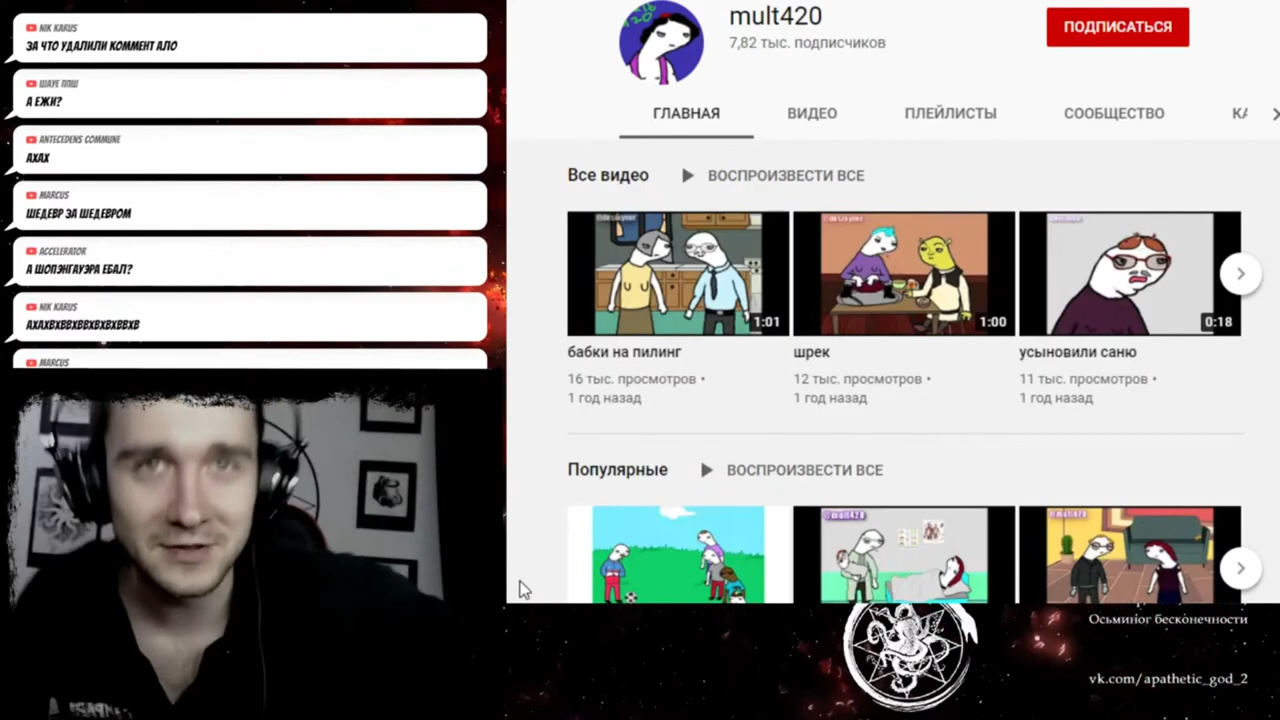 NIK KARUS
ЗА ЧТО УДАЛИЛИ КОММЕНТ АЛО
ШАУЕ ППШ
А ЕЖИ?
ANTECEDENS COMMUNE
АХАХ
MARCUS
ШЕДЕВР ЗА ШЕДЕВРОМ
ACCELERATOR
А ШОПЭНГАУЭРА ЕБАЛ?
NIK KARUS
АХАХВХВВХВВХВХВХВВХВ
MARCUS
mult420
7,82 тыс. подписчиков
ПОДПИСАТЬСЯ
ГЛАВНАЯ
ВИДЕО
ПЛЕЙЛИСТЫ
СООБЩЕСТВО
Все видео
ВОСПРОИЗВЕСТИ ВСЕ
1:01
1:00
0:18
бабки на пилинг
шрек
усыновили саню
16 тыс. просмотров •
12 тыс. просмотров •
11 тыс. просмотров •
1 год назад
1 год назад
1 год назад
Популярные
ВОСПРОИЗВЕСТИ ВСЕ
@mult420
@mult420
Осьминог бесконечности
vk.com/apathetic_god_2